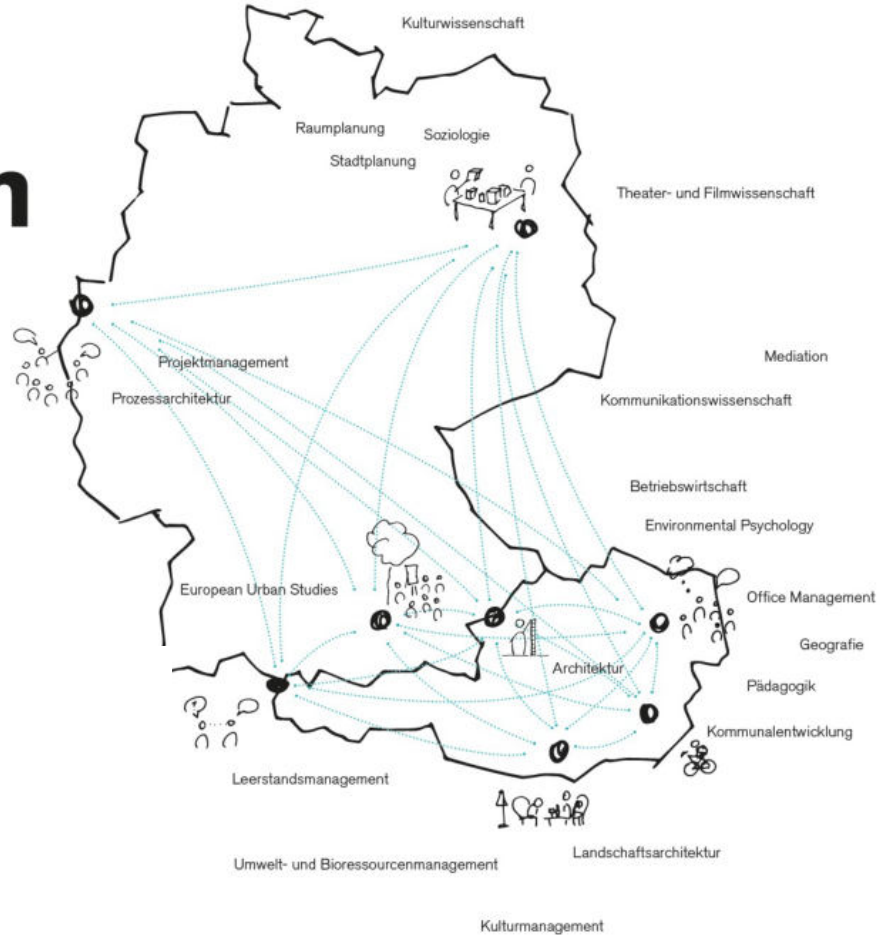 Kulturwissenschaft
n
Raumplanung
Soziologie
Stadtplanung
Theater- und Filmwissenschaft
Mediation
Projektmanagement
Prozessarchitektur
Kommunikationswissenschaft
Betriebswirtschaft
Environmental Psychology
European Urban Studies
Office Management
Geografie
Architektur
Pädagogik
Kommunalentwicklung
Leerstandsmanagement
Landschaftsarchitektur
Umwelt- und Bioressourcenmanagement
Kulturmanagement